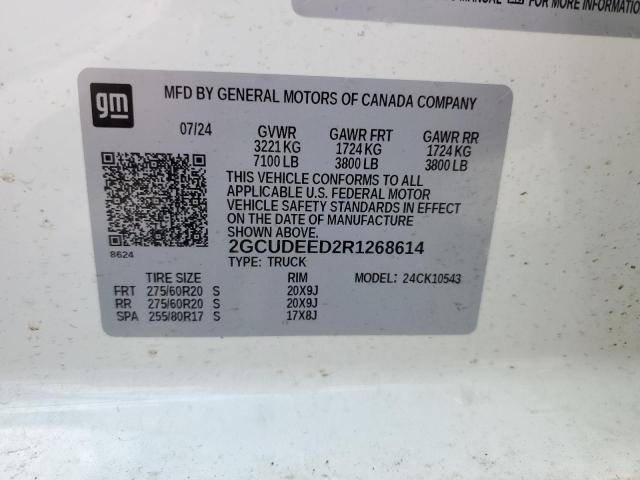 MANUAL FOR MORE INFORMATION
gm
MFD BY GENERAL MOTORS OF CANADA COMPANY
07/24 GVWR GAWR FRT GAWR RR
3221 KG 1724 KG 1724 KG
7100 LB 3800 LB 3800 LB
THIS VEHICLE CONFORMS TO ALL
APPLICABLE U.S. FEDERAL MOTOR
VEHICLE SAFETY STANDARDS IN EFFECT
ON THE DATE OF MANUFACTURE
SHOWN ABOVE.
2GCUDEED2R1268614
8624
TYPE: TRUCK
TIRE SIZE RIM MODEL: 24CK10543
FRT 275/60R20 S 20X9J
RR 275/60R20 S 20X9J
SPA 255/80R17 S 17X8J